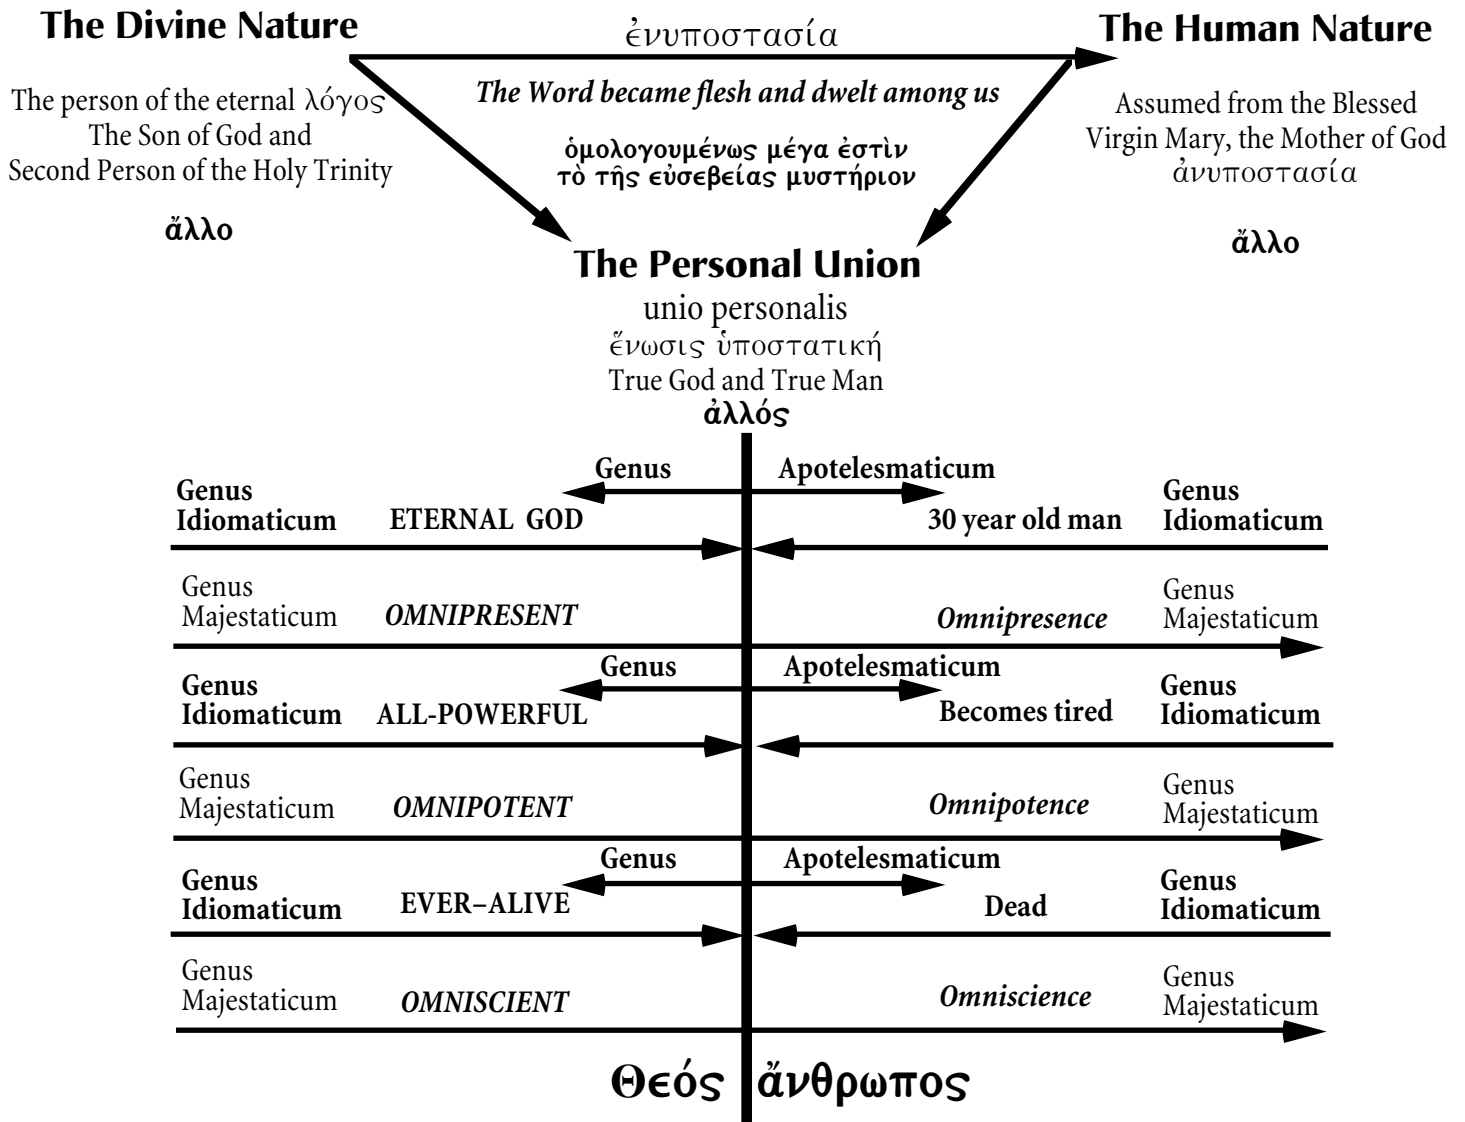 The Divine Nature
ἐνυποστασία
The Human Nature
The person of the eternal λόγος
The Son of God and
Second Person of the Holy Trinity
ἄλλο
The Word became flesh and dwelt among us
ὁμολογουμένως μέγα ἐστὶν
τὸ τῆς εὐσεβείας μυστήριον
Assumed from the Blessed
Virgin Mary, the Mother of God
ἀνυποστασία
ἄλλο
The Personal Union
unio personalis
ἕνωσις ὑποστατική
True God and True Man
ἀλλός
Genus Apotelesmaticum
Genus
Idiomaticum
ETERNAL GOD
30 year old man
Genus
Idiomaticum
Genus
Majestaticum
OMNIPRESENT
Omnipresence
Genus
Majestaticum
Genus Apotelesmaticum
Genus
Idiomaticum
ALL-POWERFUL
Becomes tired
Genus
Idiomaticum
Genus
Majestaticum
OMNIPOTENT
Omnipotence
Genus
Majestaticum
Genus Apotelesmaticum
Genus
Idiomaticum
EVER–ALIVE
Dead
Genus
Idiomaticum
Genus
Majestaticum
OMNISCIENT
Omniscience
Genus
Majestaticum
Θεός ἄνθρωπος